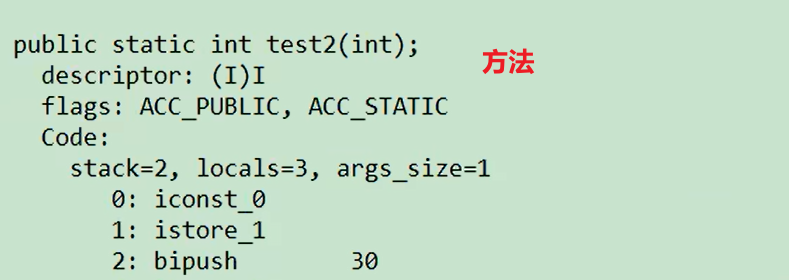 public static int test2(int);
方法
descriptor: (I)I
flags: ACC_PUBLIC, ACC_STATIC
Code:
stack=2, locals=3, args_size=1
0: iconst_0
1: istore_1
2: bipush 30